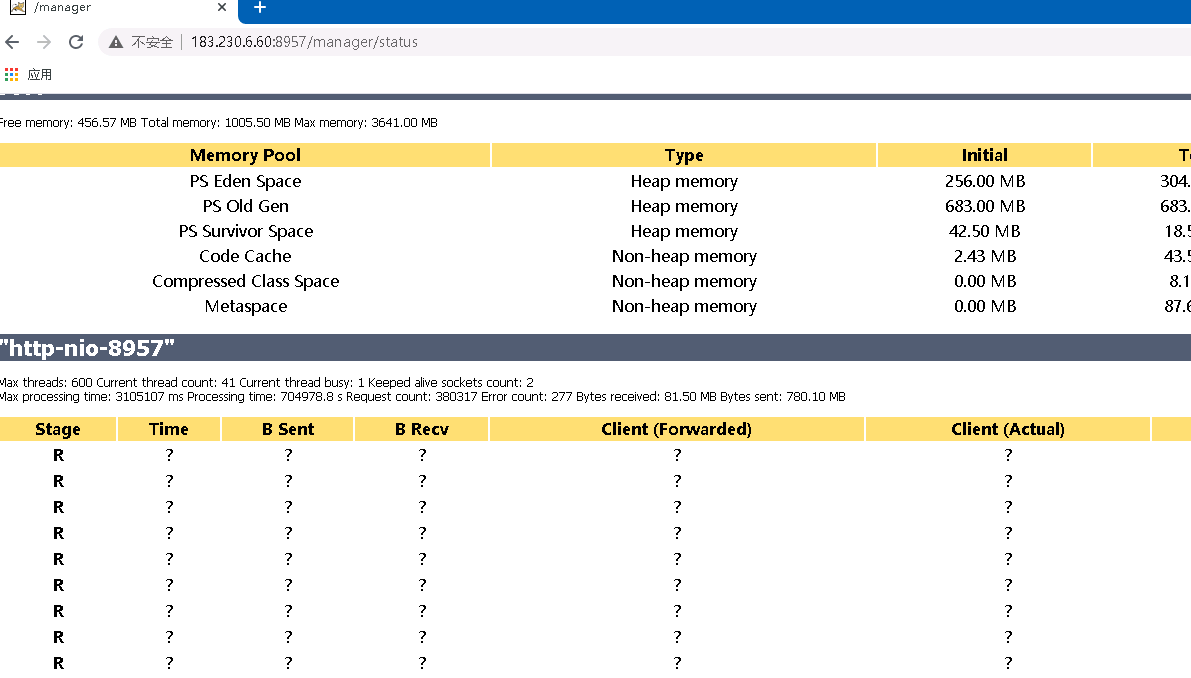 /manager
不安全 183.230.6.60:8957/manager/status
应用
Free memory: 456.57 MB Total memory: 1005.50 MB Max memory: 3641.00 MB
Memory Pool Type Initial
PS Eden Space Heap memory 256.00 MB 304.
PS Old Gen Heap memory 683.00 MB 683.
PS Survivor Space Heap memory 42.50 MB 18.5
Code Cache Non-heap memory 2.43 MB 43.5
Compressed Class Space Non-heap memory 0.00 MB 8.1
Metaspace Non-heap memory 0.00 MB 87.6
"http-nio-8957"
Max threads: 600 Current thread count: 41 Current thread busy: 1 Keeped alive sockets count: 2
Max processing time: 3105107 ms Processing time: 704978.8 s Request count: 380317 Error count: 277 Bytes received: 81.50 MB Bytes sent: 780.10 MB
Stage Time B Sent B Recv Client (Forwarded) Client (Actual)
R ? ? ? ? ?
R ? ? ? ? ?
R ? ? ? ? ?
R ? ? ? ? ?
R ? ? ? ? ?
R ? ? ? ? ?
R ? ? ? ? ?
R ? ? ? ? ?
R ? ? ? ? ?